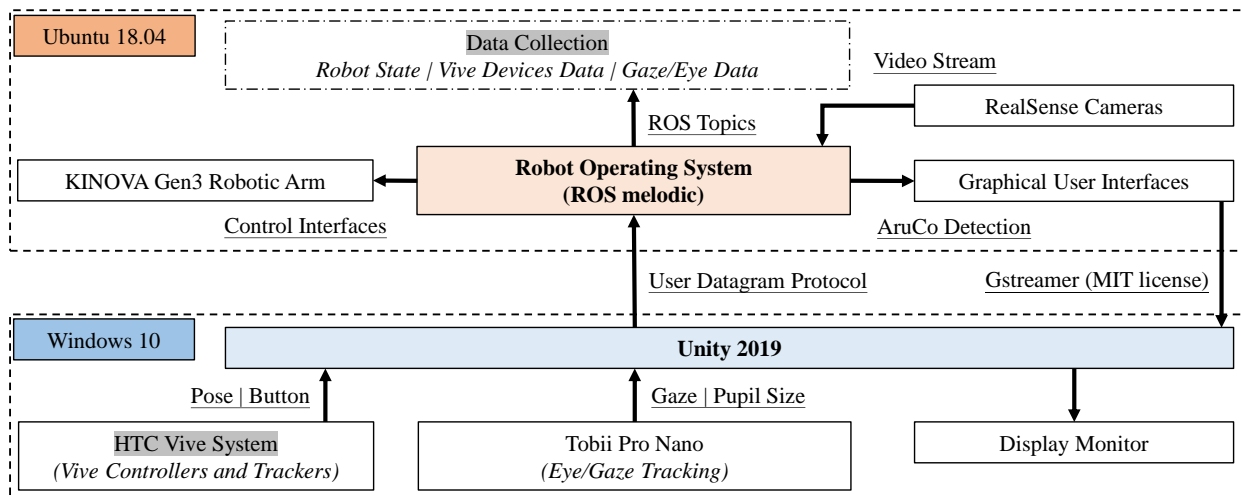 Ubuntu 18.04
Data Collection
Robot State | Vive Devices Data | Gaze/Eye Data
Video Stream
RealSense Cameras
ROS Topics
KINOVA Gen3 Robotic Arm
Robot Operating System
(ROS melodic)
Graphical User Interfaces
Control Interfaces
AruCo Detection
User Datagram Protocol
Gstreamer (MIT license)
Windows 10
Unity 2019
Pose | Button
Gaze | Pupil Size
HTC Vive System
(Vive Controllers and Trackers)
Tobii Pro Nano
(Eye/Gaze Tracking)
Display Monitor